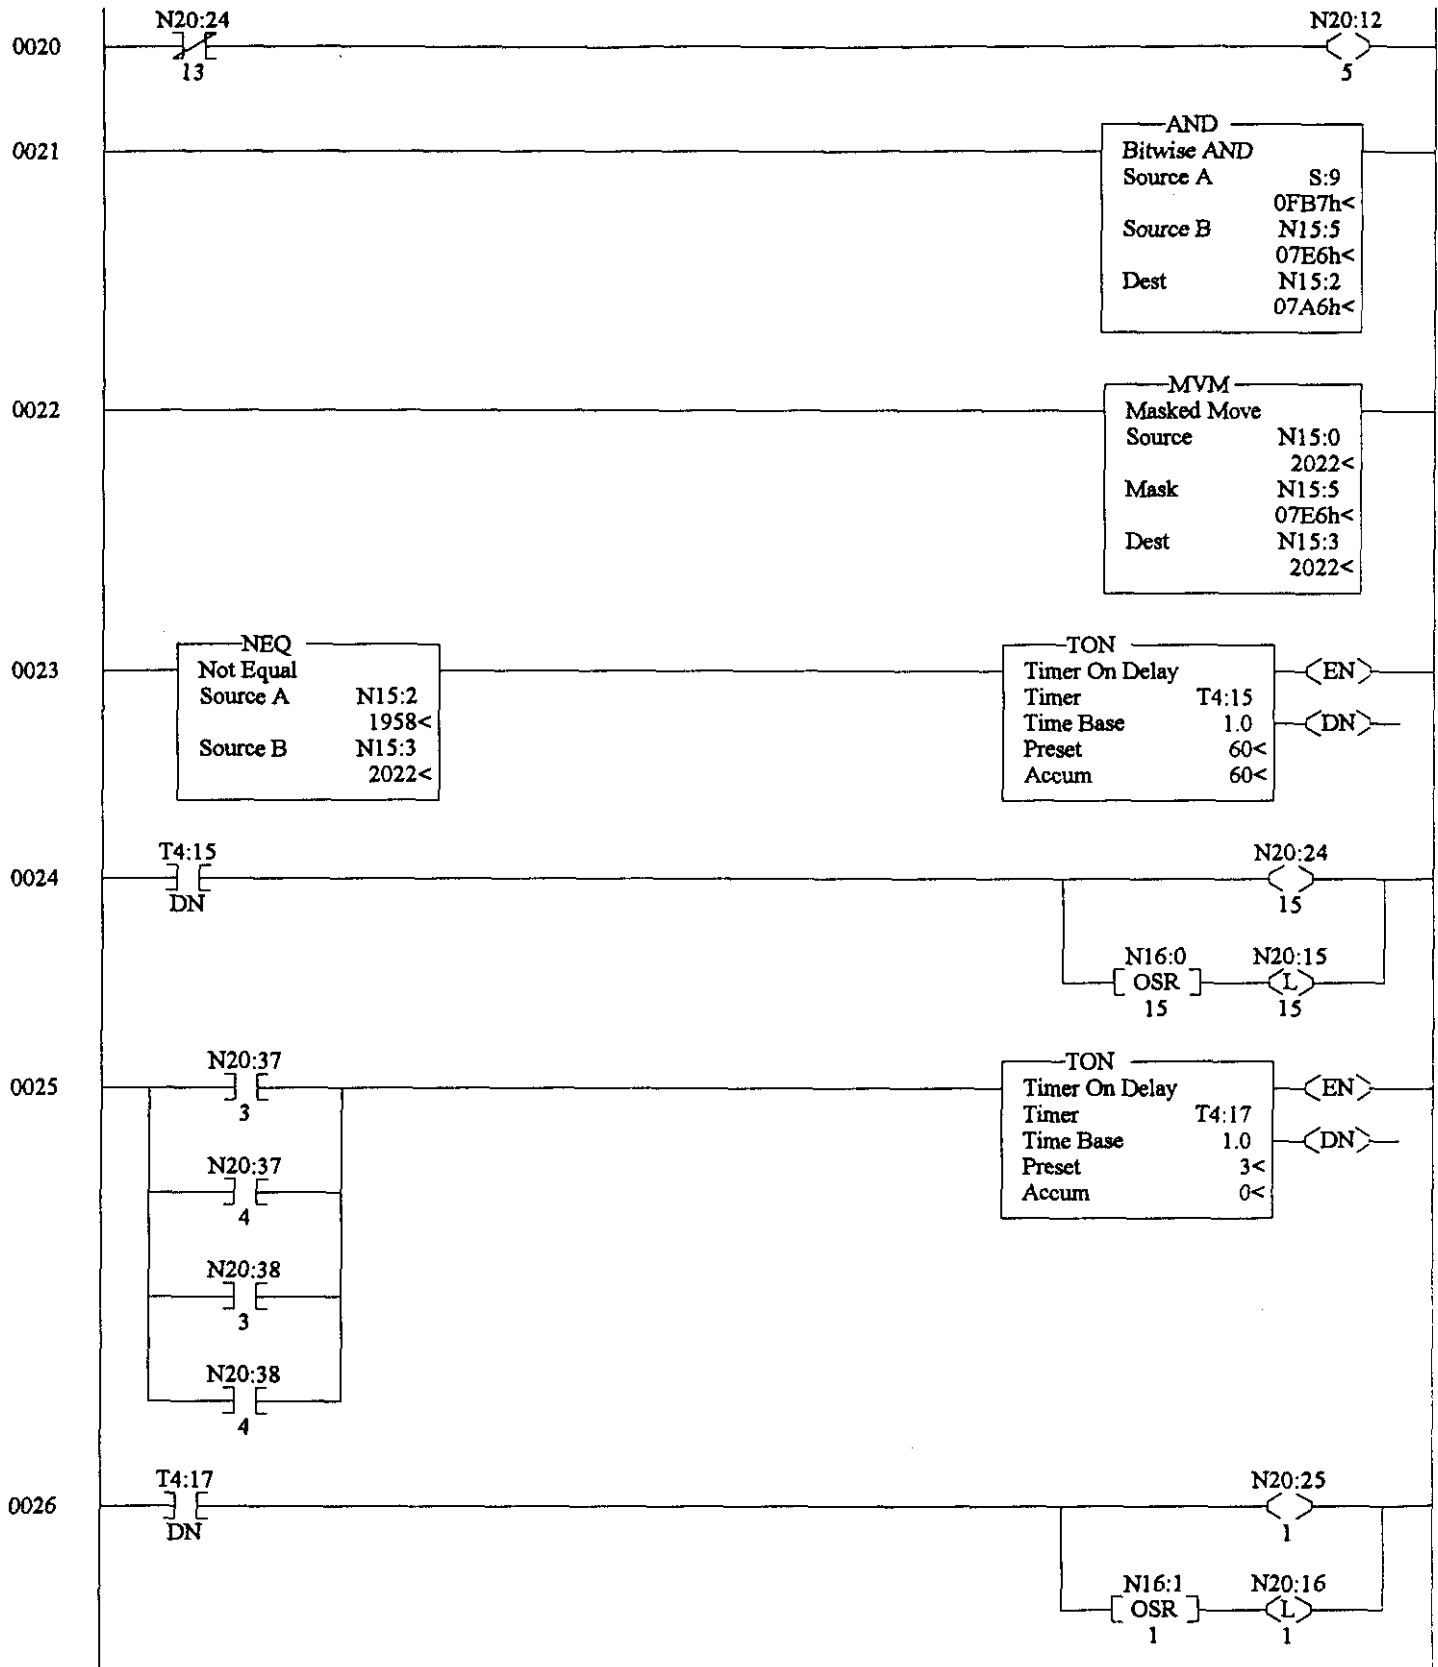 N20:24
N20:12
0020
13
5
0021
AND
Bitwise AND
Source A S:9
0FB7h<
Source B N15:5
07E6h<
Dest N15:2
07A6h<
0022
MVM
Masked Move
Source N15:0
2022<
Mask N15:5
07E6h<
Dest N15:3
2022<
0023
NEQ
Not Equal
Source A N15:2
1958<
Source B N15:3
2022<
TON
Timer On Delay
Timer T4:15
Time Base 1.0
Preset 60<
Accum 60<
EN
DN
T4:15
N20:24
0024
DN
15
N16:0
N20:15
OSR
L
15
15
0025
N20:37
3
N20:37
4
N20:38
3
N20:38
4
TON
Timer On Delay
Timer T4:17
Time Base 1.0
Preset 3<
Accum 0<
EN
DN
T4:17
N20:25
0026
DN
1
N16:1
N20:16
OSR
L
1
1